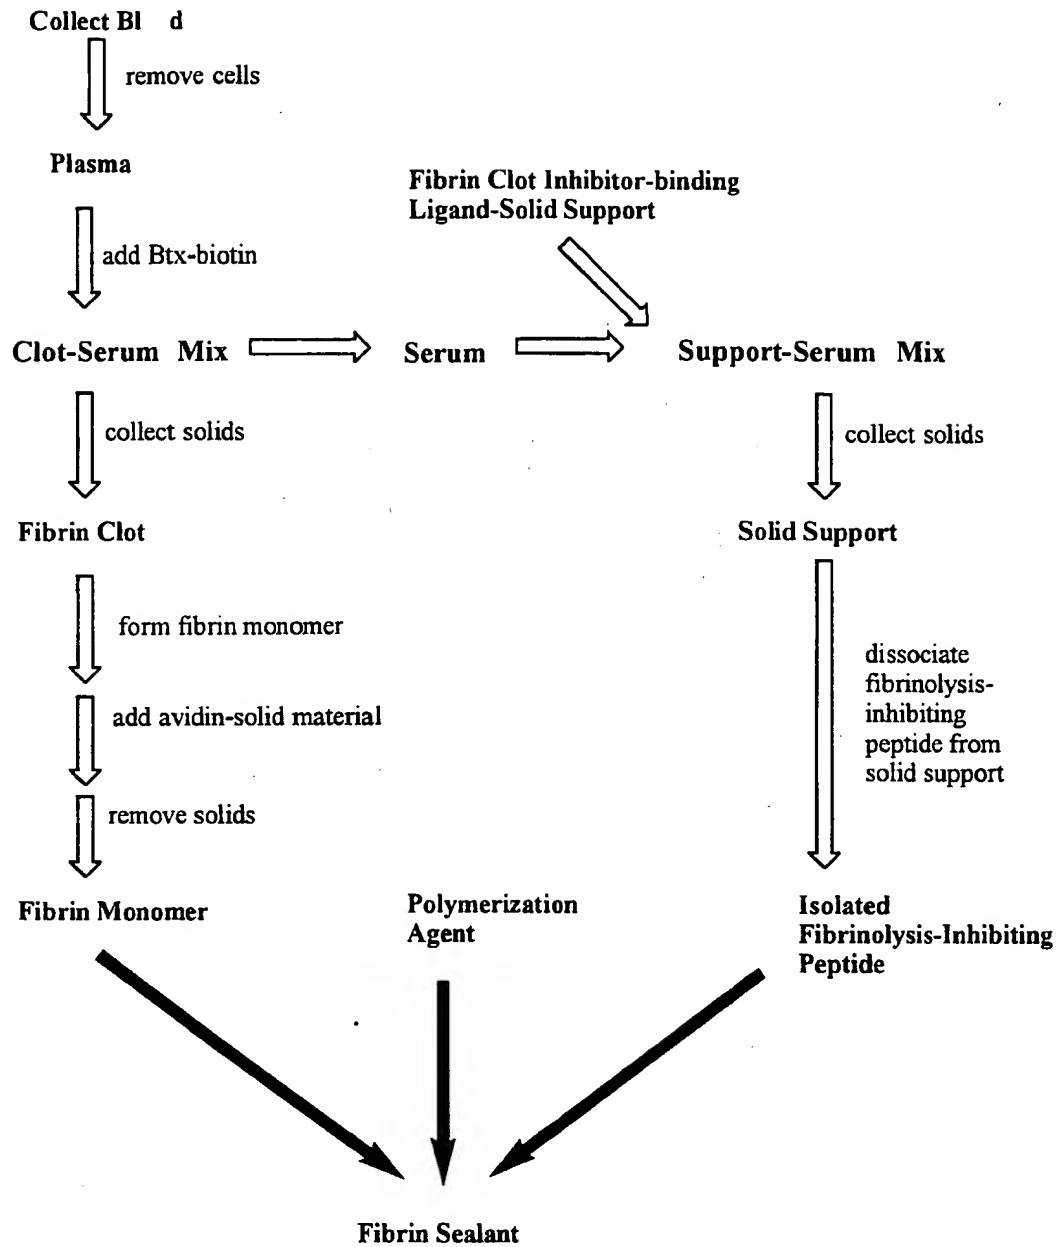 Collect Bl d
remove cells
Plasma
Fibrin Clot Inhibitor-binding
Ligand-Solid Support
add Btx-biotin
Clot-Serum Mix
Serum
Support-Serum Mix
collect solids
collect solids
Fibrin Clot
Solid Support
form fibrin monomer
dissociate
fibrinolysis-
inhibiting
peptide from
solid support
add avidin-solid material
remove solids
Fibrin Monomer
Polymerization
Agent
Isolated
Fibrinolysis-Inhibiting
Peptide
Fibrin Sealant